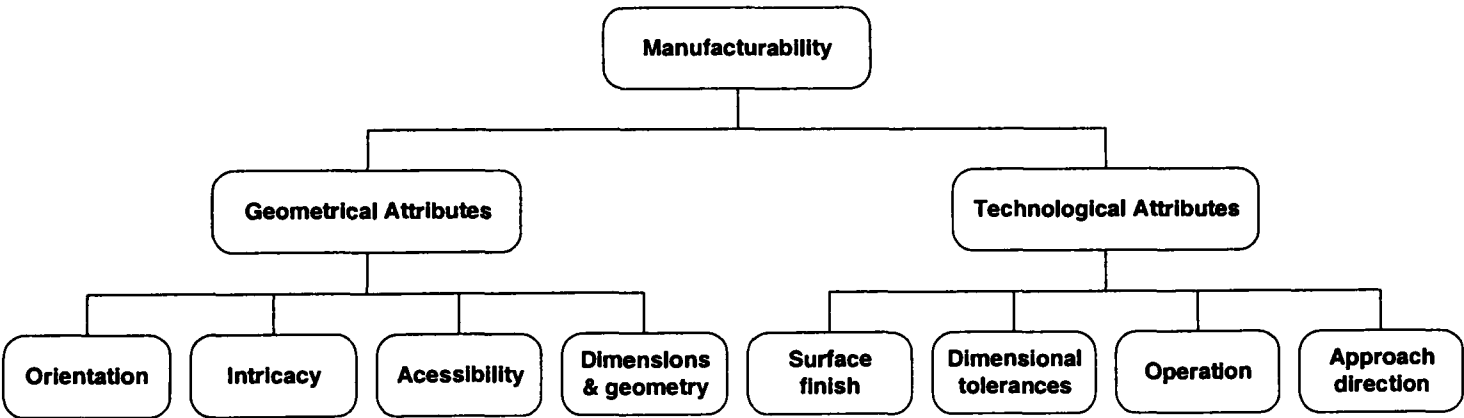 Manufacturability
Geometrical Attributes
Technological Attributes
Orientation
Intricacy
Acessibility
Dimensions
& geometry
Surface
finish
Dimensional
tolerances
Operation
Approach
direction